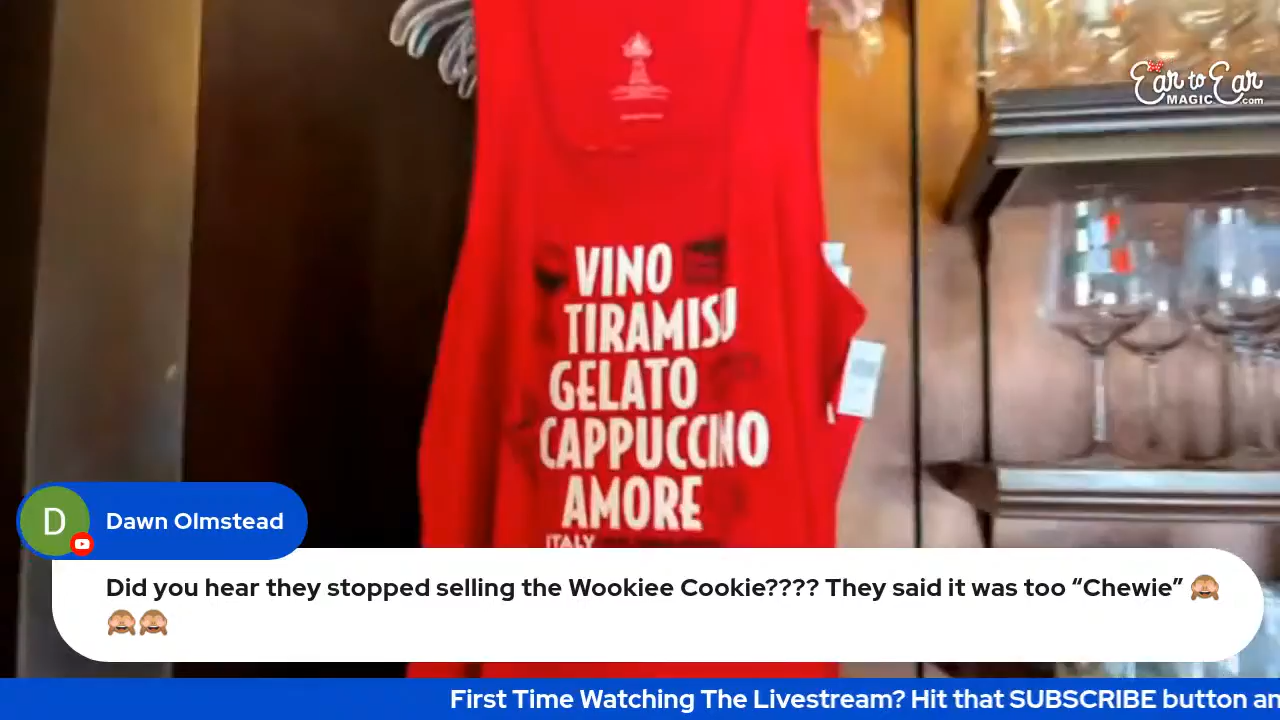 Ear to Ear
MAGIC.com
VINO
TIRAMISU
GELATO
CAPPUCCINO
AMORE
ITALY
D
Dawn Olmstead
Did you hear they stopped selling the Wookiee Cookie???? They said it was too “Chewie” 🙈
🙈🙈
First Time Watching The Livestream? Hit that SUBSCRIBE button an